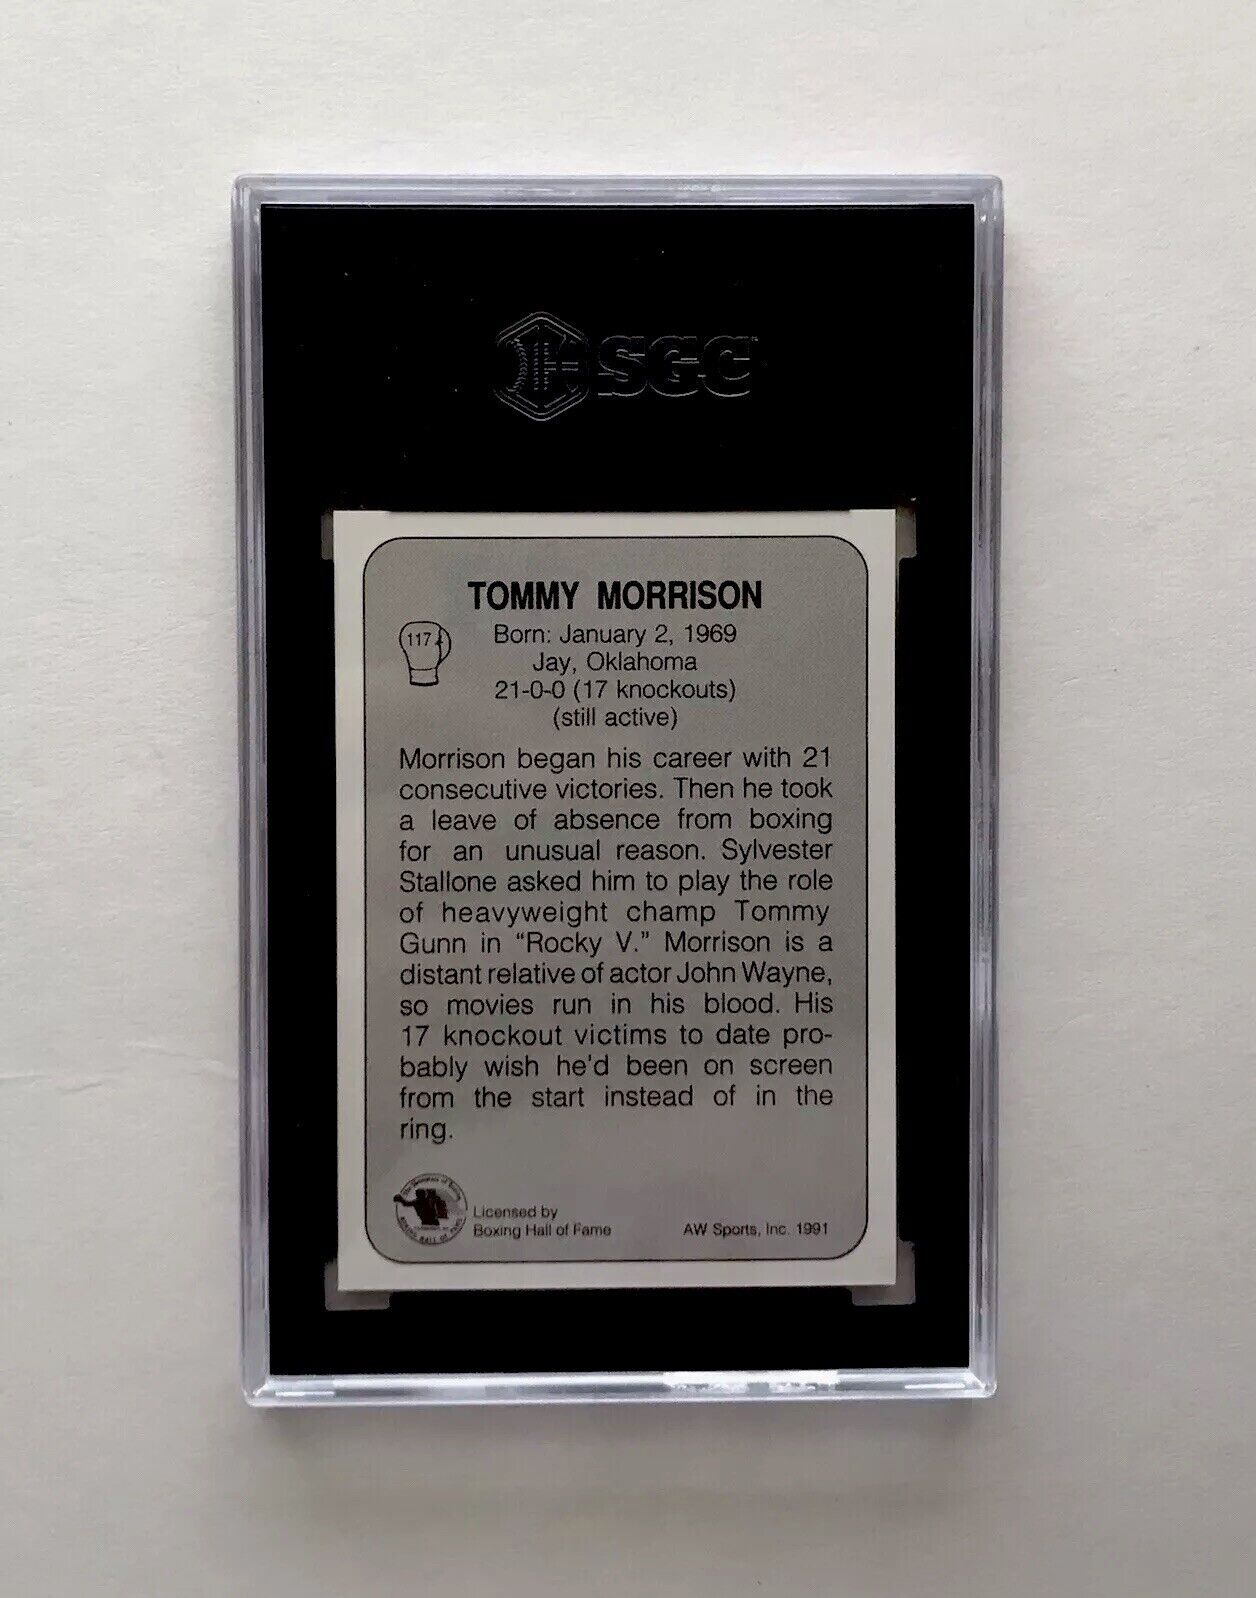 SGC
TOMMY MORRISON
117
Born: January 2, 1969
Jay, Oklahoma
21-0-0 (17 knockouts)
(still active)
Morrison began his career with 21
consecutive victories. Then he took
a leave of absence from boxing
for an unusual reason. Sylvester
Stallone asked him to play the role
of heavyweight champ Tommy
Gunn in “Rocky V.” Morrison is a
distant relative of actor John Wayne,
so movies run in his blood. His
17 knockout victims to date pro-
bably wish he'd been on screen
from the start instead of in the
ring.
Licensed by
Boxing Hall of Fame
AW Sports, Inc. 1991